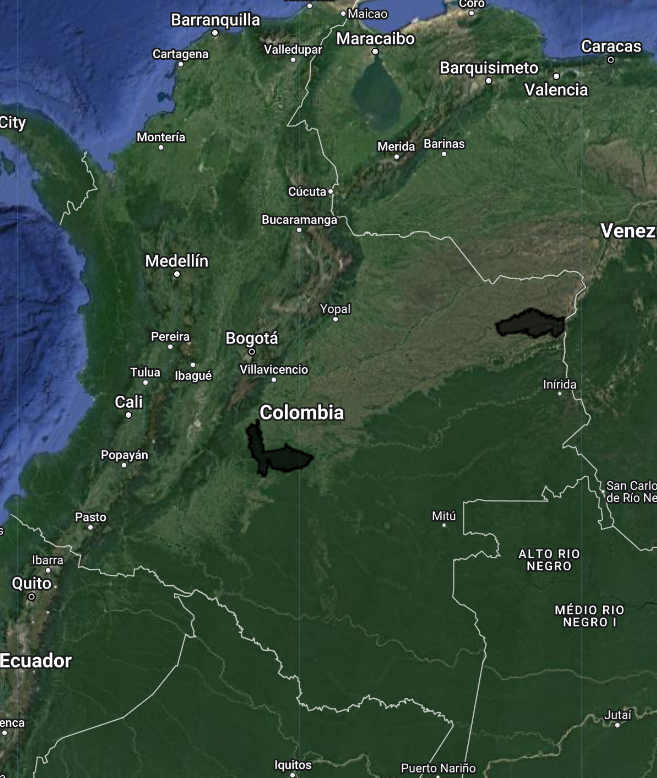 Coro
Maicao
Barranquilla
Maracaibo
Caracas
Cartagena
Valledupar
Barquisimeto
Valencia
City
Montería
Merida
Barinas
Cúcuta
Bucaramanga
Venez
Medellín
Yopal
Pereira
Bogotá
Tulua
Ibagué
Villavicencio
Inírida
Cali
Colombia
Popayán
San Carlo
de Río Ne
Pasto
Mitú
s
Ibarra
ALTO RIO
NEGRO
Quito
MÉDIO RIO
NEGRO I
Ecuador
enca
Jutaí
Iquitos
Puerto Nariño